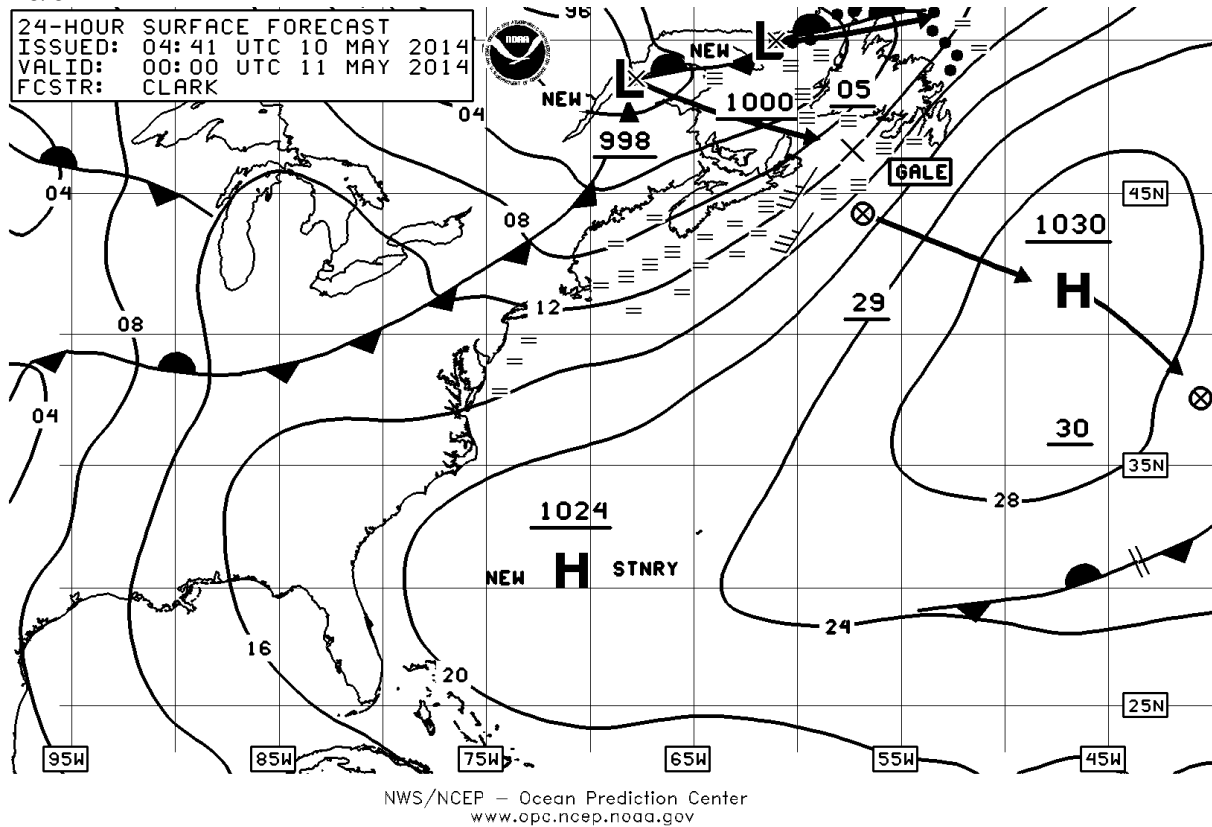 24-HOUR SURFACE FORECAST
ISSUED: 04:41 UTC 10 MAY 2014
VALID: 00:00 UTC 11 MAY 2014
FCSTR: CLARK
NOAA
96
L
NEW
L
NEW
1000
05
04
998
GALE
04
45N
08
1030
H
29
12
08
04
30
35N
28
1024
NEW
H
STNRY
24
16
20
25N
95W
85W
75W
65W
55W
45W
NWS/NCEP – Ocean Prediction Center
www.opc.ncep.noaa.gov